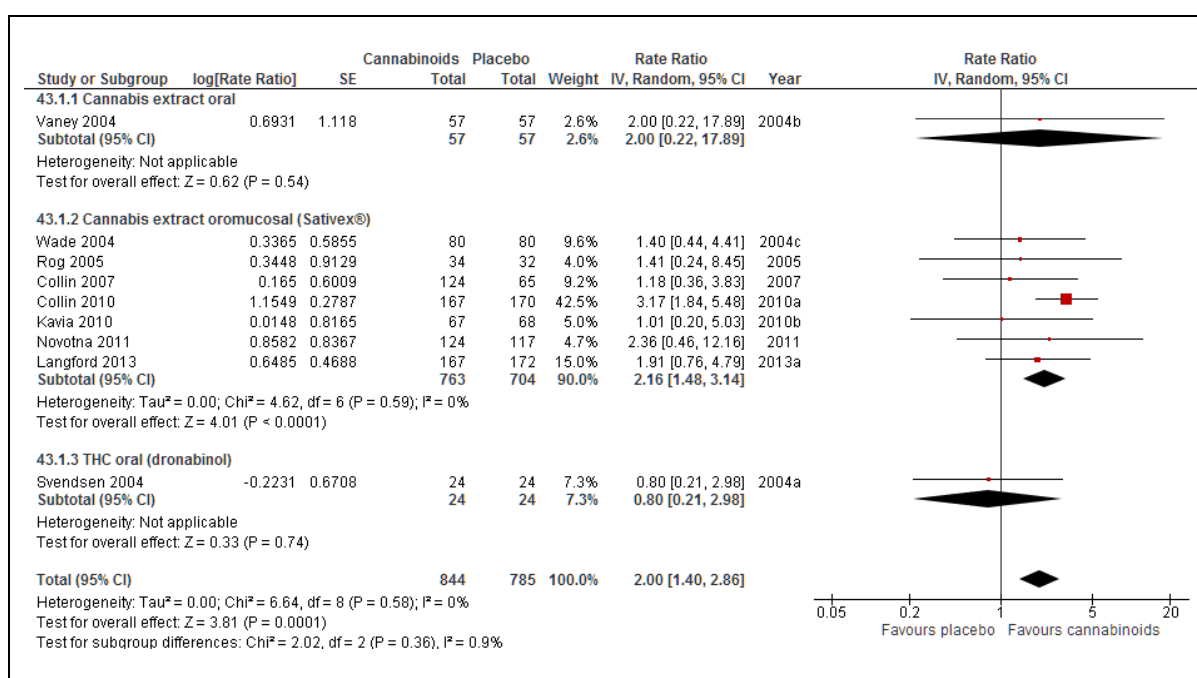 Cannabinoids Placebo Rate Ratio Rate Ratio
Study or Subgroup log[Rate Ratio] SE Total Total Weight IV, Random, 95% CI Year IV, Random, 95% CI
43.1.1 Cannabis extract oral
Vaney 2004 0.6931 1.118 57 57 2.6% 2.00 [0.22, 17.89] 2004b
Subtotal (95% CI) 57 57 2.6% 2.00 [0.22, 17.89]
Heterogeneity: Not applicable
Test for overall effect: Z = 0.62 (P = 0.54)
43.1.2 Cannabis extract oromucosal (Sativex®)
Wade 2004 0.3365 0.5855 80 80 9.6% 1.40 [0.44, 4.41] 2004c
Rog 2005 0.3448 0.9129 34 32 4.0% 1.41 [0.24, 8.45] 2005
Collin 2007 0.165 0.6009 124 65 9.2% 1.18 [0.36, 3.83] 2007
Collin 2010 1.1549 0.2787 167 170 42.5% 3.17 [1.84, 5.48] 2010a
Kavia 2010 0.0148 0.8165 67 68 5.0% 1.01 [0.20, 5.03] 2010b
Novotna 2011 0.8582 0.8367 124 117 4.7% 2.36 [0.46, 12.16] 2011
Langford 2013 0.6485 0.4688 167 172 15.0% 1.91 [0.76, 4.79] 2013a
Subtotal (95% CI) 763 704 90.0% 2.16 [1.48, 3.14]
Heterogeneity: Tau² = 0.00; Chi² = 4.62, df = 6 (P = 0.59); I² = 0%
Test for overall effect: Z = 4.01 (P < 0.0001)
43.1.3 THC oral (dronabinol)
Svendsen 2004 -0.2231 0.6708 24 24 7.3% 0.80 [0.21, 2.98] 2004a
Subtotal (95% CI) 24 24 7.3% 0.80 [0.21, 2.98]
Heterogeneity: Not applicable
Test for overall effect: Z = 0.33 (P = 0.74)
Total (95% CI) 844 785 100.0% 2.00 [1.40, 2.86]
Heterogeneity: Tau² = 0.00; Chi² = 6.64, df = 8 (P = 0.58); I² = 0%
Test for overall effect: Z = 3.81 (P = 0.0001)
Test for subgroup differences: Chi² = 2.02, df = 2 (P = 0.36), I² = 0.9%
0.05 0.2 1 5 20
Favours placebo Favours cannabinoids